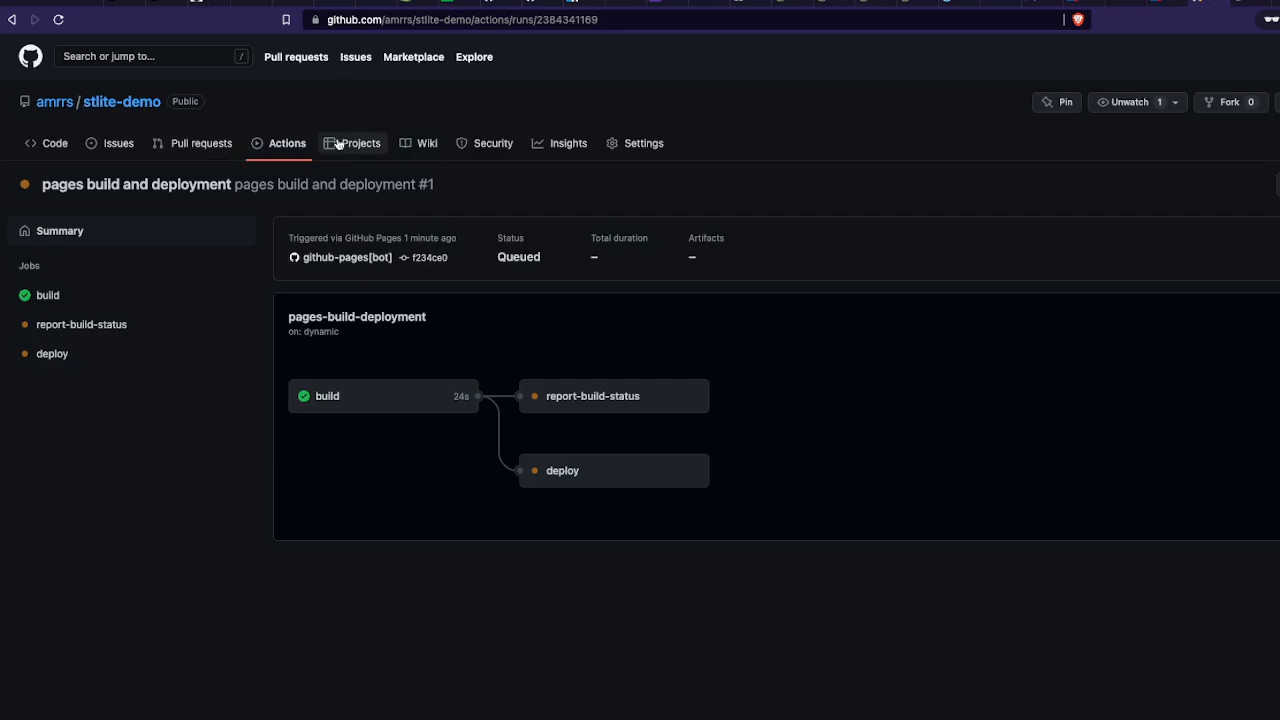 github.com/amrrs/stlite-demo/actions/runs/2384341169
Search or jump to... /
Pull requests Issues Marketplace Explore
amrrs / stlite-demo Public
Pin Unwatch 1 Fork 0
Code Issues Pull requests Actions Projects Wiki Security Insights Settings
pages build and deployment pages build and deployment #1
Summary
Jobs
build
report-build-status
deploy
Triggered via GitHub Pages 1 minute ago
github-pages[bot] f234ce0
Status
Queued
Total duration
–
Artifacts
–
pages-build-deployment
on: dynamic
build 24s
report-build-status
deploy